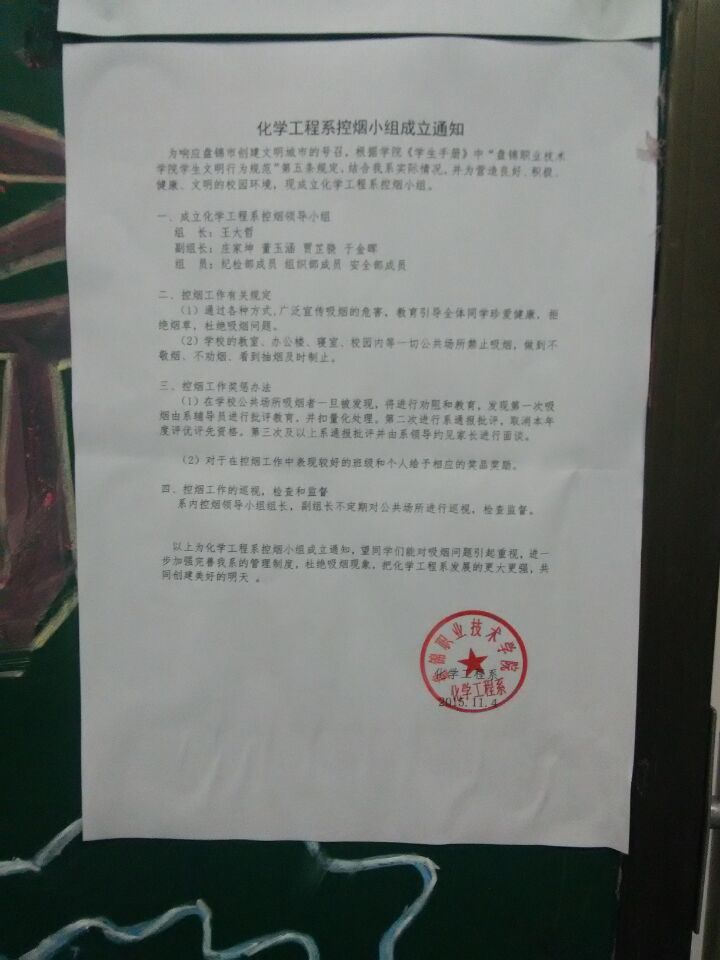 化学工程系控烟小组成立通知
为响应盘锦市创建文明城市的号召，根据学院《学生手册》中“盘锦职业技术
学院学生文明行为规范”第五条规定，结合我系实际情况，并为营造良好、积极、
健康、文明的校园环境，现成立化学工程系控烟小组。
一、成立化学工程系控烟领导小组
组　长：王大哲
副组长：庄家坤 董玉涵 贾芷骁 于金晖
组　员：纪检部成员 组织部成员 安全部成员
二、控烟工作有关规定
（1）通过各种方式，广泛宣传吸烟的危害，教育引导全体同学珍爱健康，拒
绝烟草，杜绝吸烟问题。
（2）学校的教室、办公楼、寝室、校园内等一切公共场所禁止吸烟，做到不
敬烟、不劝烟、看到抽烟及时制止。
三、控烟工作奖惩办法
（1）在学校公共场所吸烟者一旦被发现，将进行劝阻和教育，发现第一次吸
烟由系辅导员进行批评教育，并扣量化处理。第二次进行系通报批评，取消本年
度评优评先资格。第三次及以上系通报批评并由系领导约见家长进行面谈。
（2）对于在控烟工作中表现较好的班级和个人给予相应的奖品奖励。
四、控烟工作的巡视，检查和监督
系内控烟领导小组组长，副组长不定期对公共场所进行巡视，检查监督。
以上为化学工程系控烟小组成立通知，望同学们能对吸烟问题引起重视，进一
步加强完善我系的管理制度，杜绝吸烟现象，把化学工程系发展的更大更强，共
同创建美好的明天 。
盘锦职业技术学院
化学工程系
化学工程系
2015.11.4